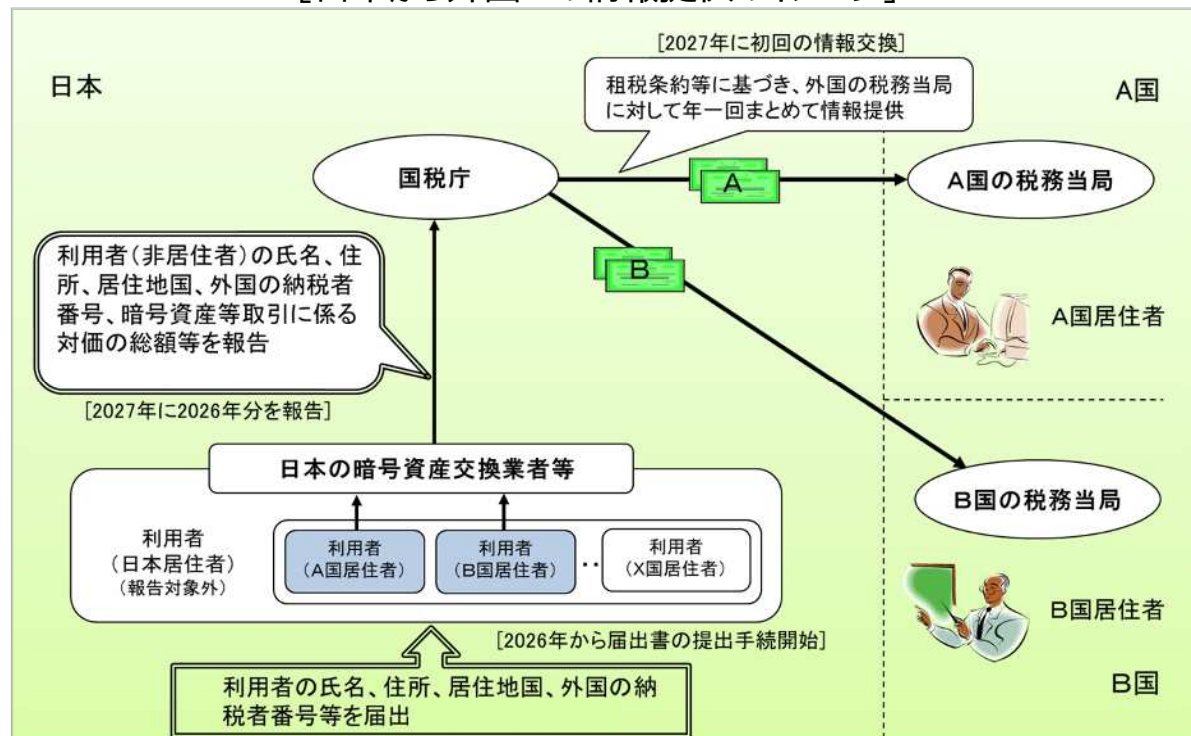 [2027年に初回の情報交換]
日本
租税条約等に基づき、外国の税務当局
に対して年一回まとめて情報提供
A国
国税庁
A
A国の税務当局
利用者(非居住者)の氏名、住
所、居住地国、外国の納税者
番号、暗号資産等取引に係る
対価の総額等を報告
B
A国居住者
[2027年に2026年分を報告]
日本の暗号資産交換業者等
B国の税務当局
利用者
(日本居住者)
(報告対象外)
利用者
(A国居住者)
利用者
(B国居住者)
‥
利用者
(X国居住者)
B国居住者
[2026年から届出書の提出手続開始]
利用者の氏名、住所、居住地国、外国の納
税者番号等を届出
B国